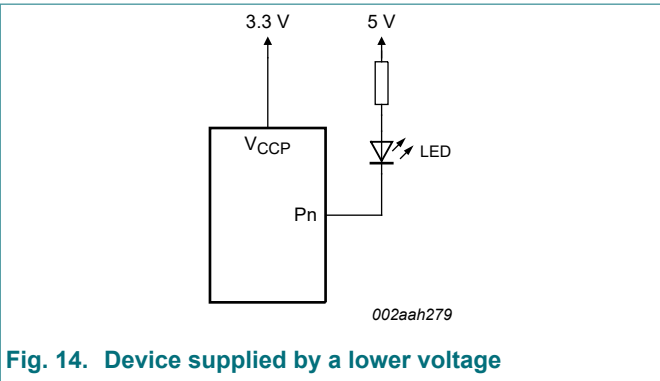 3.3 V 5 V
VCCP
LED
Pn
002aah279
Fig. 14. Device supplied by a lower voltage